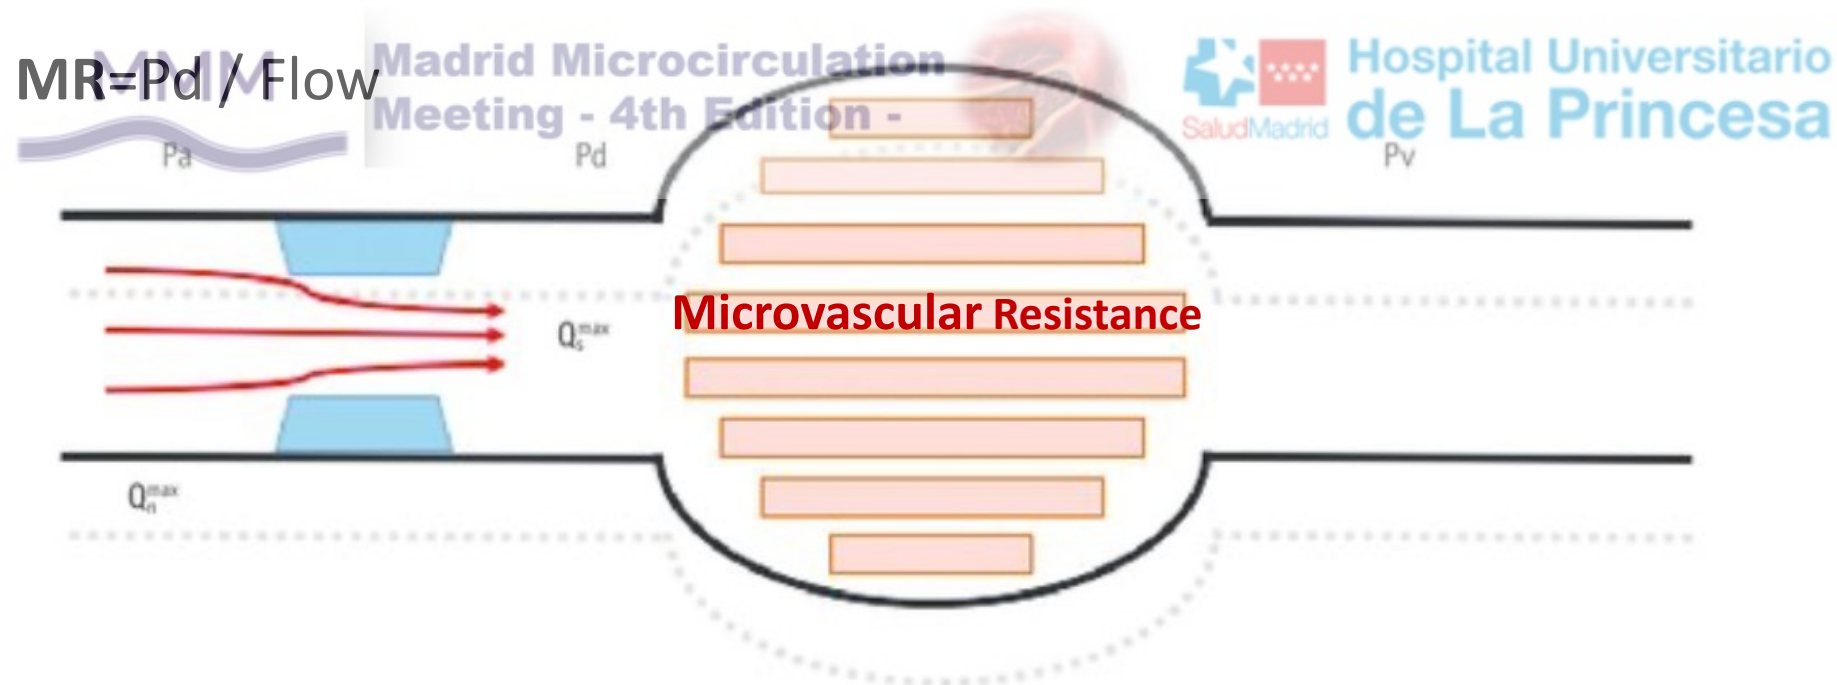 MR=Pd / Flow
MMM
Madrid Microcirculation
Meeting - 4th Edition -
SaludMadrid
Hospital Universitario
de La Princesa
Pa
Pd
Pv
Microvascular Resistance
Qsmax
Qnmax